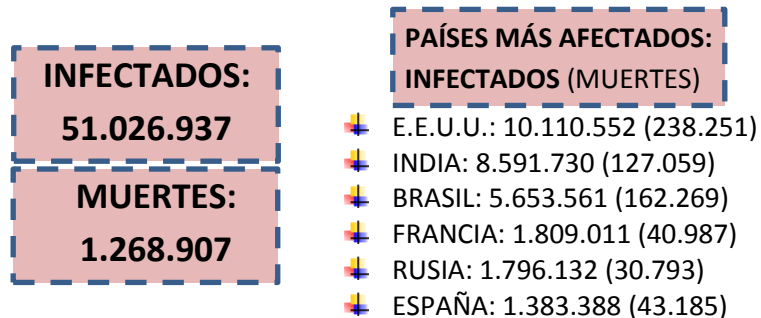 INFECTADOS:
51.026.937
MUERTES:
1.268.907
PAÍSES MÁS AFECTADOS:
INFECTADOS (MUERTES)
E.E.U.U.: 10.110.552 (238.251)
INDIA: 8.591.730 (127.059)
BRASIL: 5.653.561 (162.269)
FRANCIA: 1.809.011 (40.987)
RUSIA: 1.796.132 (30.793)
ESPAÑA: 1.383.388 (43.185)